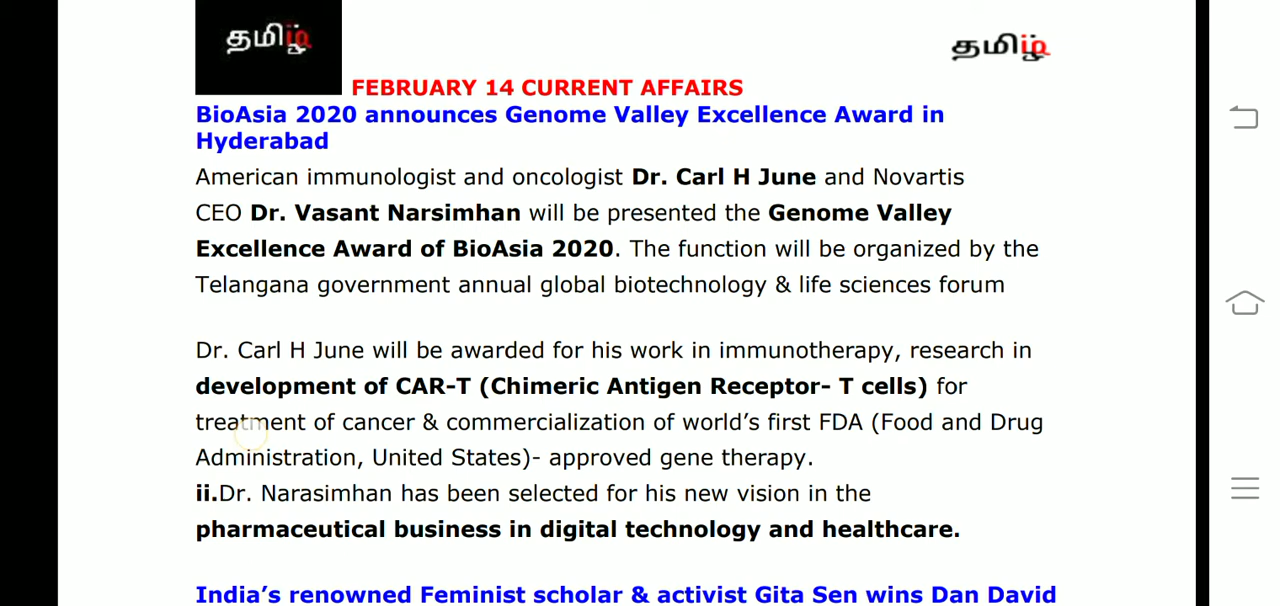 தமிழ்
தமிழ்
FEBRUARY 14 CURRENT AFFAIRS
BioAsia 2020 announces Genome Valley Excellence Award in
Hyderabad
American immunologist and oncologist Dr. Carl H June and Novartis
CEO Dr. Vasant Narsimhan will be presented the Genome Valley
Excellence Award of BioAsia 2020. The function will be organized by the
Telangana government annual global biotechnology & life sciences forum
Dr. Carl H June will be awarded for his work in immunotherapy, research in
development of CAR-T (Chimeric Antigen Receptor- T cells) for
treatment of cancer & commercialization of world’s first FDA (Food and Drug
Administration, United States)- approved gene therapy.
ii.Dr. Narasimhan has been selected for his new vision in the
pharmaceutical business in digital technology and healthcare.
India’s renowned Feminist scholar & activist Gita Sen wins Dan David